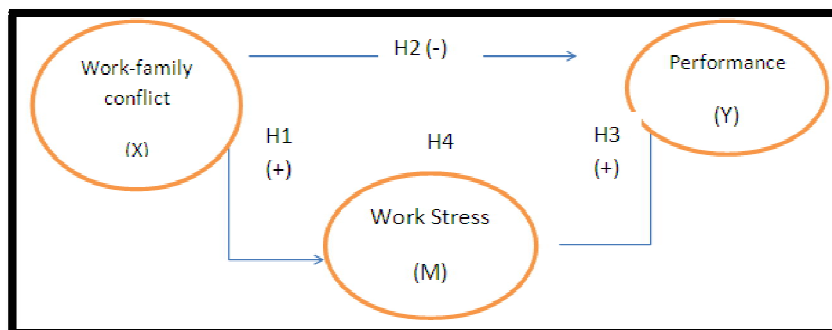 Work-family
conflict
(X)
H2 (-)
Performance
(Y)
H1
(+)
H4
H3
(+)
Work Stress
(M)